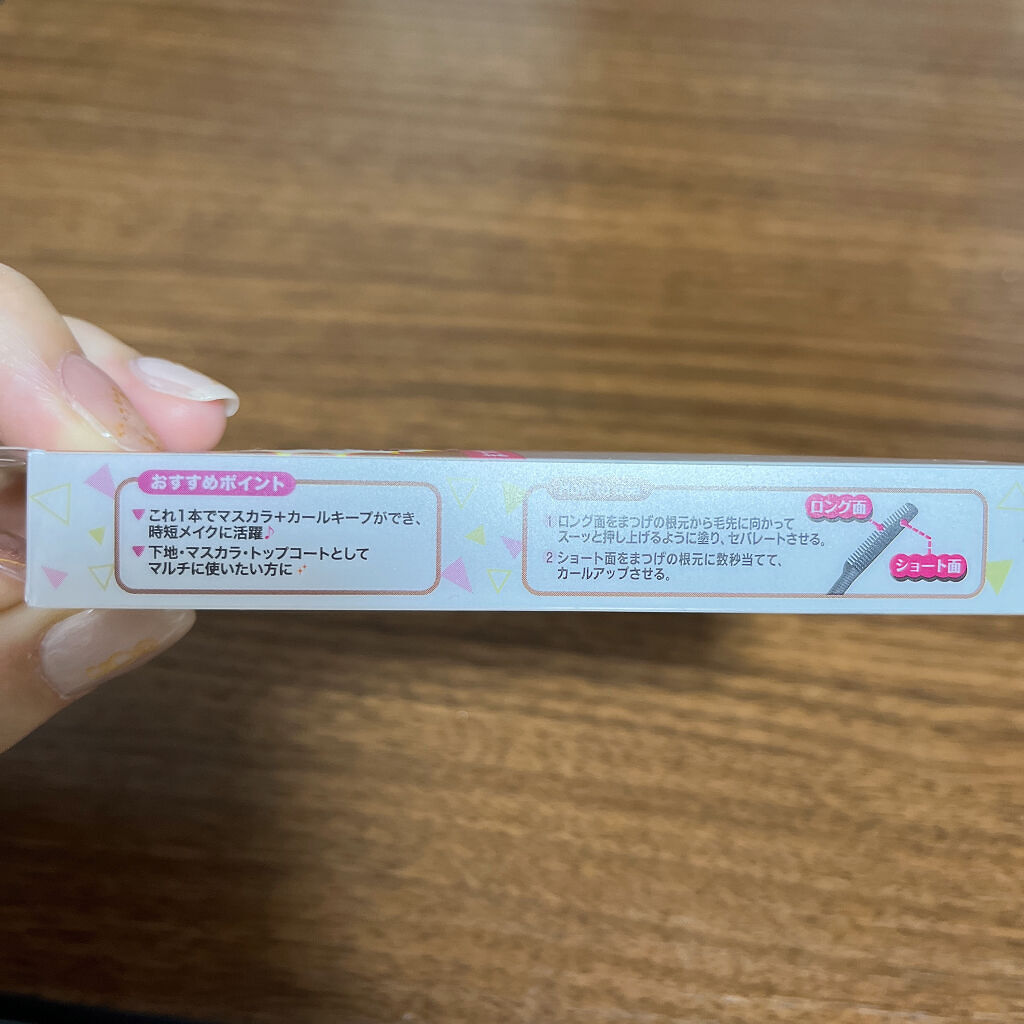 おすすめポイント
▼これ1本でマスカラ+カールキープができ、
時短メイクに活躍♪
▼下地・マスカラ・トップコートとして
マルチに使いたい方に
1 ロング面をまつげの根元から毛先に向かって
スーッと押し上げるように塗り、セパレートさせる。
2 ショート面をまつげの根元に数秒当てて、
カールアップさせる。
ロング面
ショート面